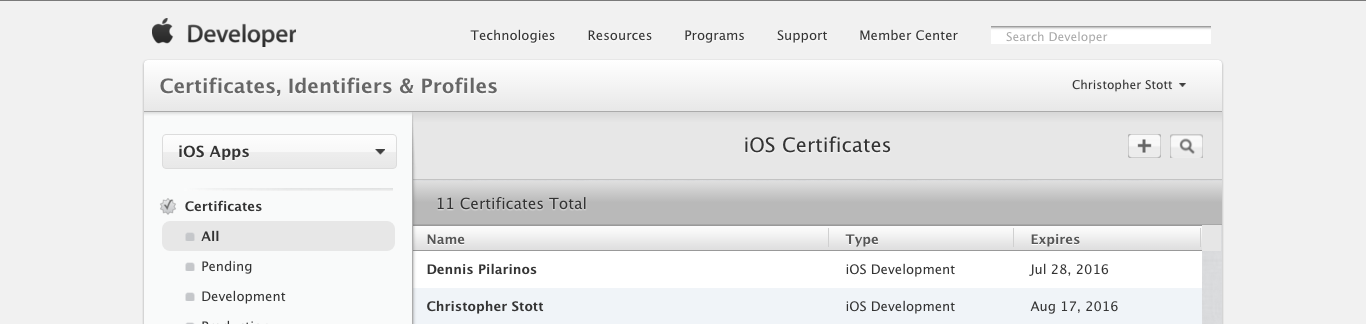 Developer Technologies Resources Programs Support Member Center Search Developer
Certificates, Identifiers & Profiles Christopher Stott
iOS Apps
iOS Certificates
Certificates
11 Certificates Total
All
Name Type Expires
Pending
Dennis Pilarinos iOS Development Jul 28, 2016
Development
Christopher Stott iOS Development Aug 17, 2016